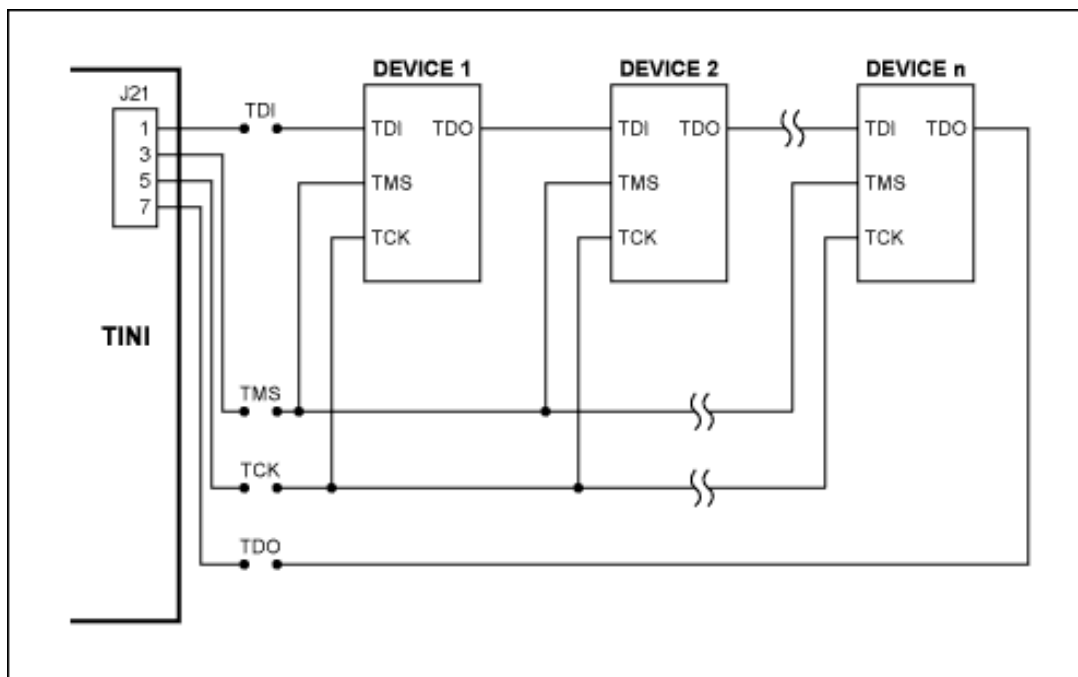 DEVICE 1 DEVICE 2 DEVICE n
J21
TDI
1 TDI TDO TDI TDO TDI TDO
3
5 TMS TMS TMS
7
TCK TCK TCK
TINI
TMS
TCK
TDO